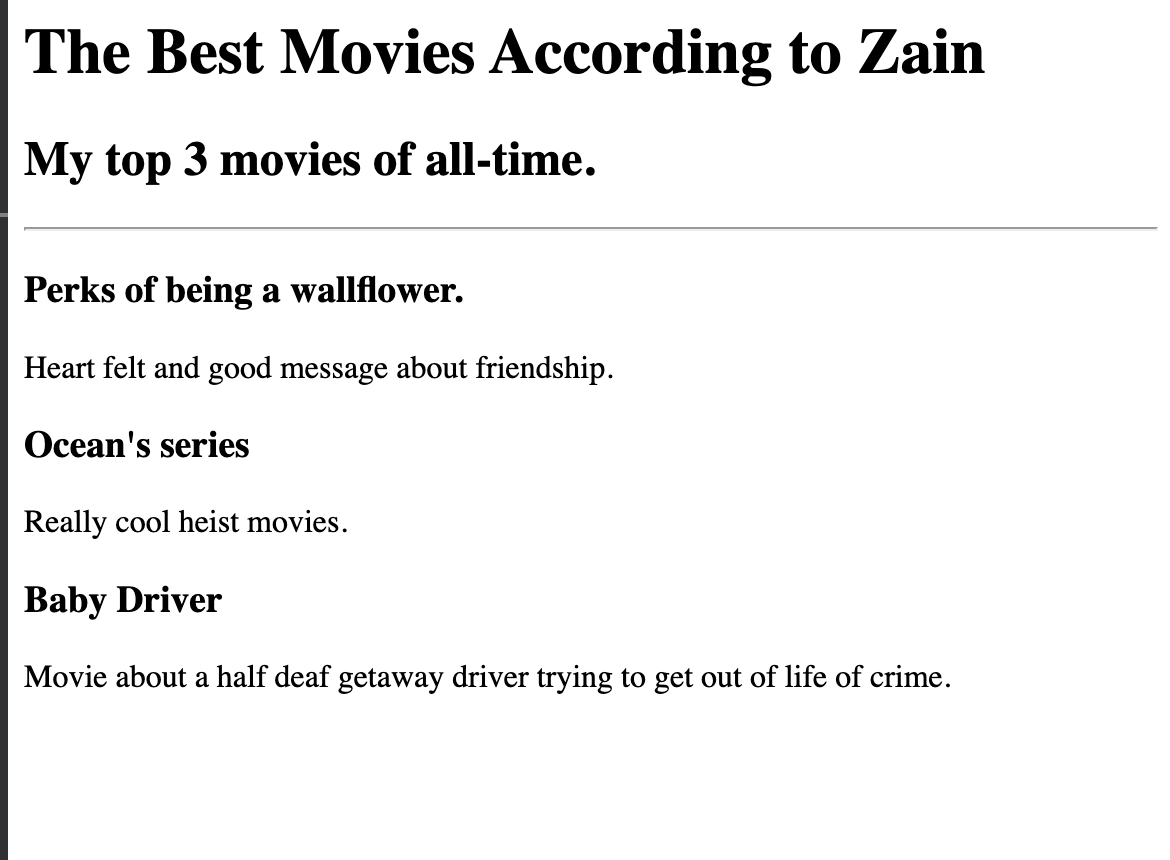 The Best Movies According to Zain
My top 3 movies of all-time.
Perks of being a wallflower.
Heart felt and good message about friendship.
Ocean's series
Really cool heist movies.
Baby Driver
Movie about a half deaf getaway driver trying to get out of life of crime.